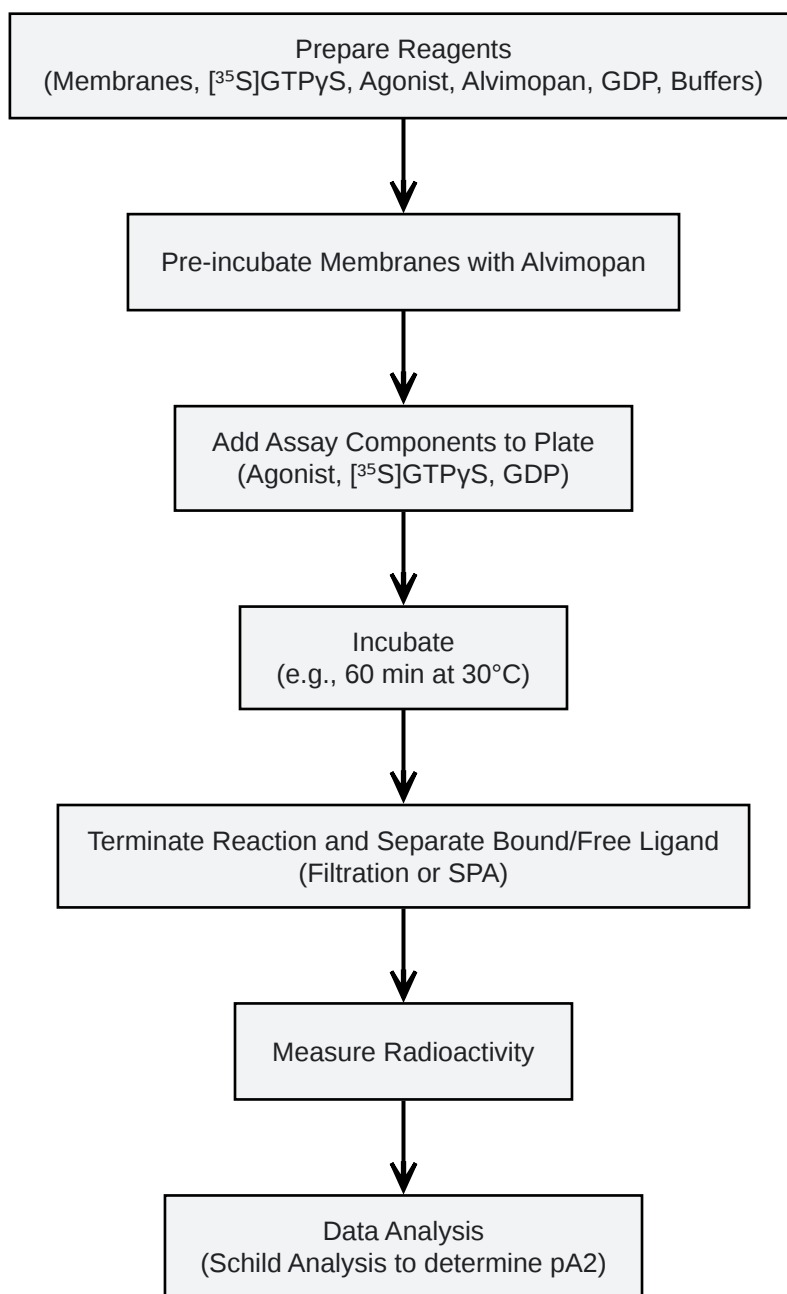 Prepare Reagents
(Membranes, [³⁵S]GTPγS, Agonist, Alvimopan, GDP, Buffers)
Pre-incubate Membranes with Alvimopan
Add Assay Components to Plate
(Agonist, [³⁵S]GTPγS, GDP)
Incubate
(e.g., 60 min at 30°C)
Terminate Reaction and Separate Bound/Free Ligand
(Filtration or SPA)
Measure Radioactivity
Data Analysis
(Schild Analysis to determine pA2)